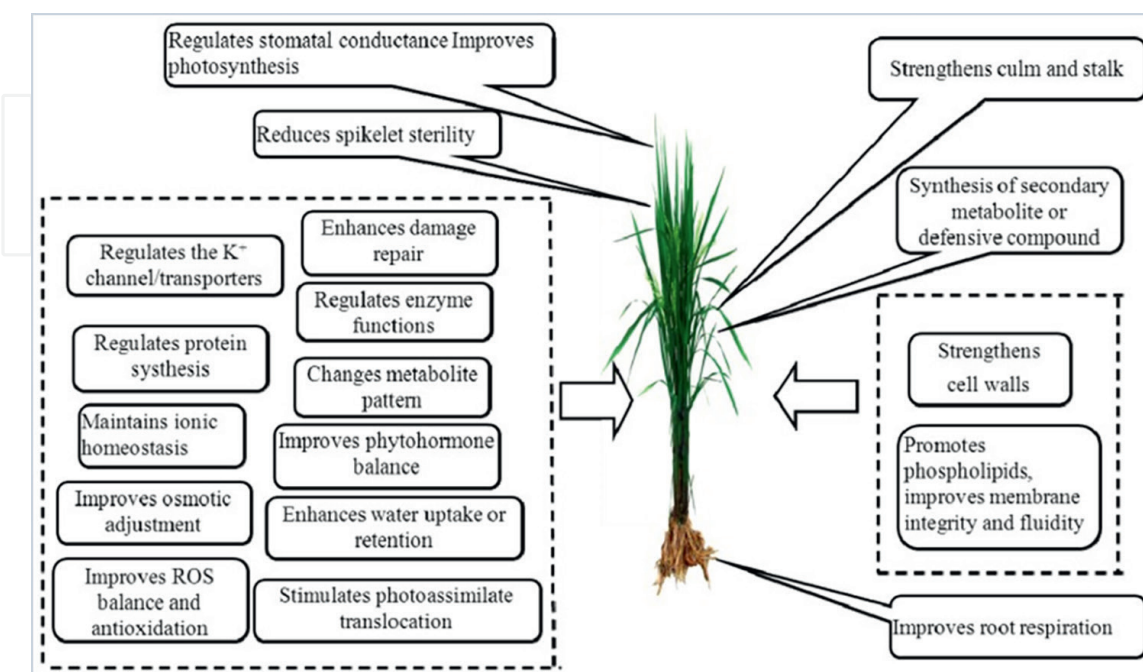 Regulates stomatal conductance Improves
photosynthesis
Reduces spikelet sterility
Strengthens culm and stalk
Synthesis of secondary
metabolite or
defensive compound
Regulates the K⁺
channel/transporters
Enhances damage
repair
Regulates enzyme
functions
Regulates protein
systhesis
Changes metabolite
pattern
Maintains ionic
homeostasis
Improves phytohormone
balance
Improves osmotic
adjustment
Enhances water uptake or
retention
Improves ROS
balance and
antioxidation
Stimulates photoassimilate
translocation
Strengthens
cell walls
Promotes
phospholipids,
improves membrane
integrity and fluidity
Improves root respiration